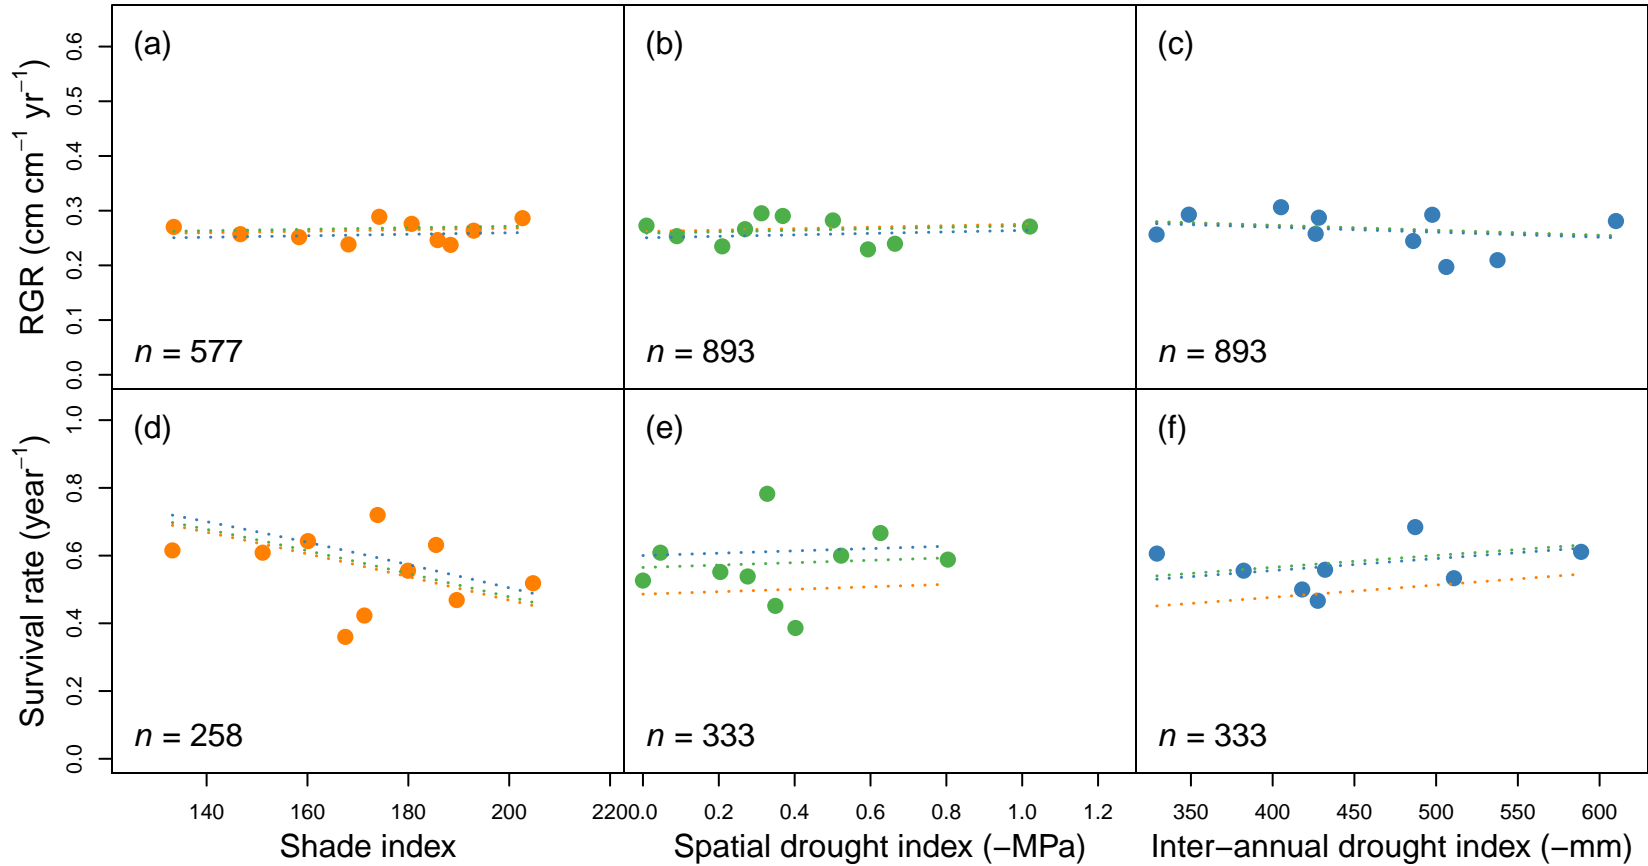 (a)
(b)
(c)
RGR (cm cm⁻¹ yr⁻¹)
0.6
0.5
0.4
0.3
0.2
0.1
0.0
n = 577
n = 893
n = 893
(d)
(e)
(f)
Survival rate (year⁻¹)
1.0
0.8
0.6
0.4
0.2
0.0
n = 258
n = 333
n = 333
140 160 180 200 220
0.0 0.2 0.4 0.6 0.8 1.0 1.2
350 400 450 500 550 600
Shade index
Spatial drought index (−MPa)
Inter−annual drought index (−mm)